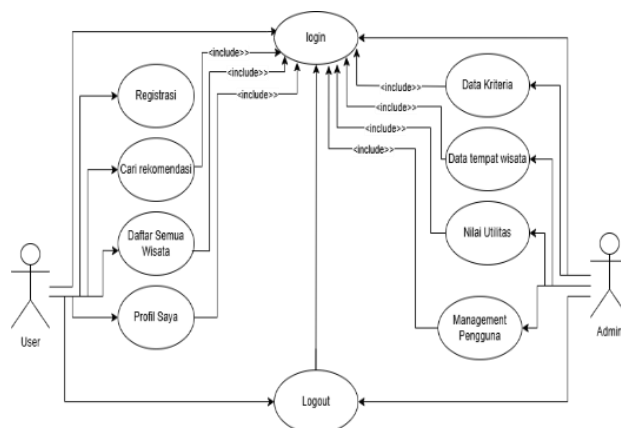 login
<include>>
<include>>
<include>>
<include>>
<include>>
<include>>
<include>>
Registrasi
Cari rekomendasi
Daftar Semua
Wisata
Profil Saya
User
Data Kriteria
Data tempat wisata
Nilai Utilitas
Management
Pengguna
Admin
Logout